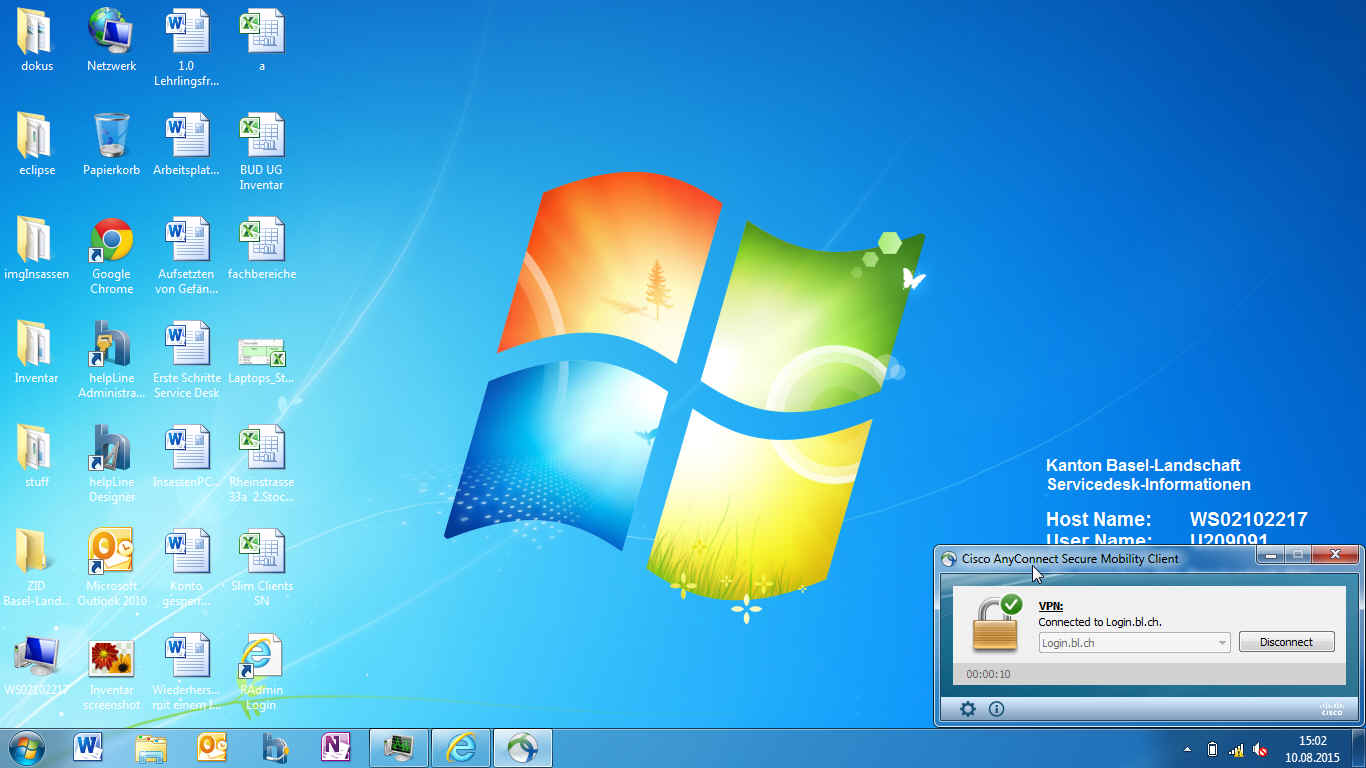 dokus
Netzwerk
1.0
Lehrlingsfr...
a
eclipse
Papierkorb
Arbeitsplat...
BUD UG
Inventar
imgInsassen
Google
Chrome
Aufsetzten
von Gefän...
fachbereiche
Inventar
helpLine
Administra...
Erste Schritte
Service Desk
Laptops_St...
stuff
helpLine
Designer
InsassenPC...
Rheinstrasse
33a 2.Stoc...
ZID
Basel-Land...
Microsoft
Outlook 2010
Konto
gesperr...
Slim Clients
SN
WS02102217
Inventar
screenshot
Wiederhers...
mit einem I...
RAdmin
Login
Kanton Basel-Landschaft
Servicedesk-Informationen
Host Name: WS02102217
User Name: U209091
Cisco AnyConnect Secure Mobility Client
VPN:
Connected to Login.bl.ch.
Login.bl.ch
Disconnect
00:00:10
CISCO
15:02
10.08.2015